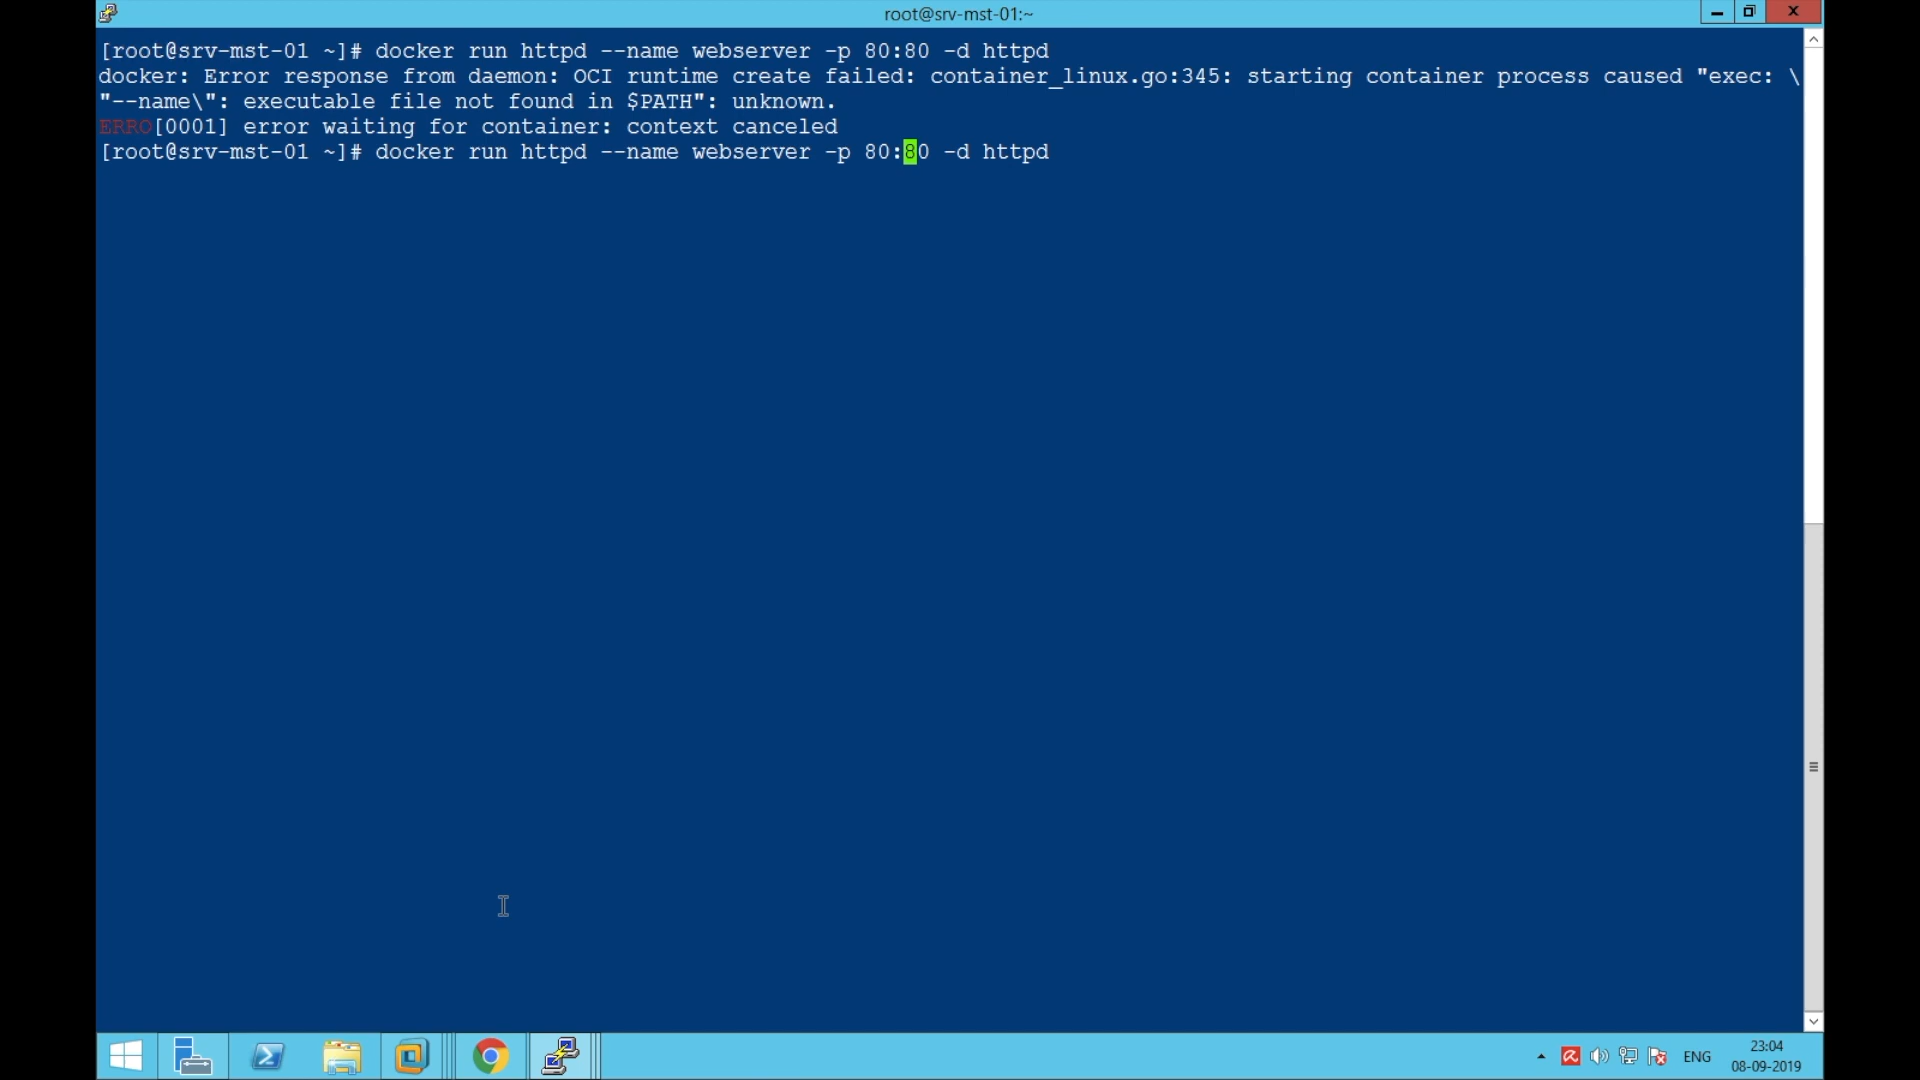 root@srv-mst-01:~
[root@srv-mst-01 ~]# docker run httpd --name webserver -p 80:80 -d httpd
docker: Error response from daemon: OCI runtime create failed: container_linux.go:345: starting container process caused "exec: \
"--name\": executable file not found in $PATH": unknown.
ERRO[0001] error waiting for container: context canceled
[root@srv-mst-01 ~]# docker run httpd --name webserver -p 80:80 -d httpd
ENG
23:04
08-09-2019